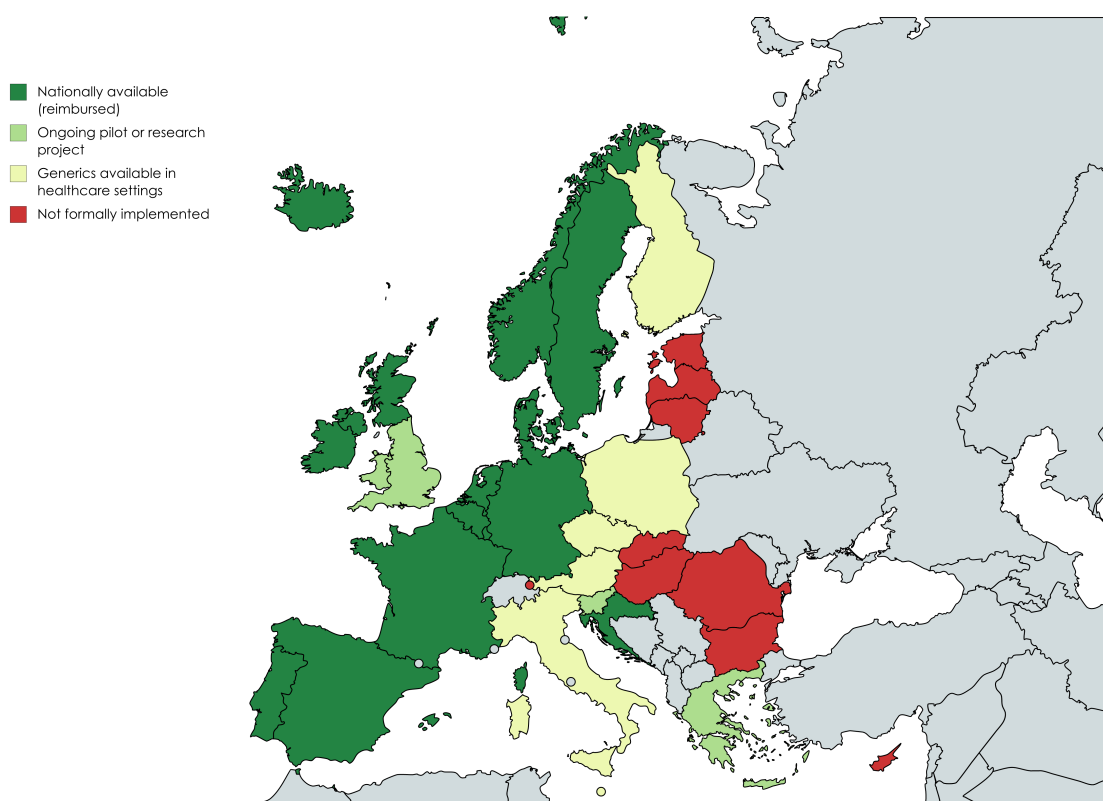 Nationally available
(reimbursed)
Ongoing pilot or research
project
Generics available in
healthcare settings
Not formally implemented